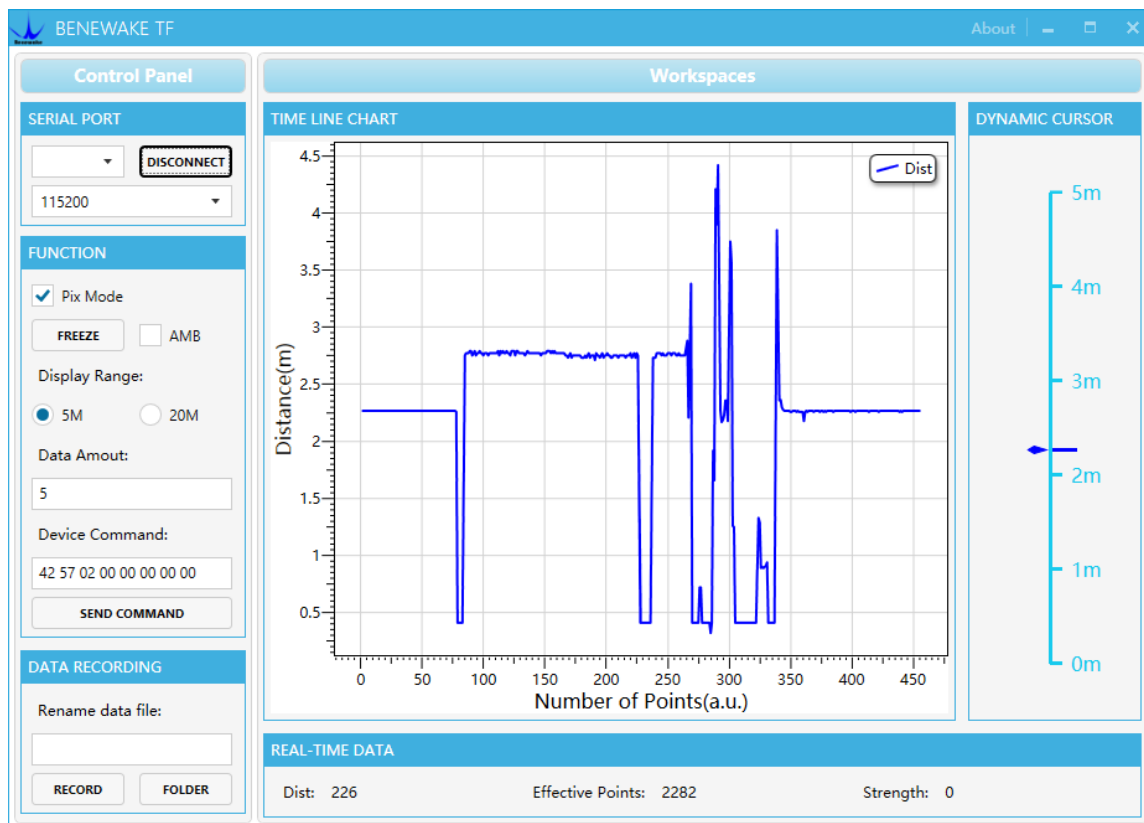 BENEWAKE TF
About
Benewake
Control Panel
SERIAL PORT
DISCONNECT
115200
FUNCTION
Pix Mode
FREEZE
AMB
Display Range:
5M
20M
Data Amout:
5
Device Command:
42 57 02 00 00 00 00 00
SEND COMMAND
DATA RECORDING
Rename data file:
RECORD
FOLDER
Workspaces
TIME LINE CHART
Dist
4.5
4
3.5
3
2.5
2
1.5
1
0.5
Distance(m)
0 50 100 150 200 250 300 350 400 450
Number of Points(a.u.)
DYNAMIC CURSOR
5m
4m
3m
2m
1m
0m
REAL-TIME DATA
Dist: 226 Effective Points: 2282 Strength: 0